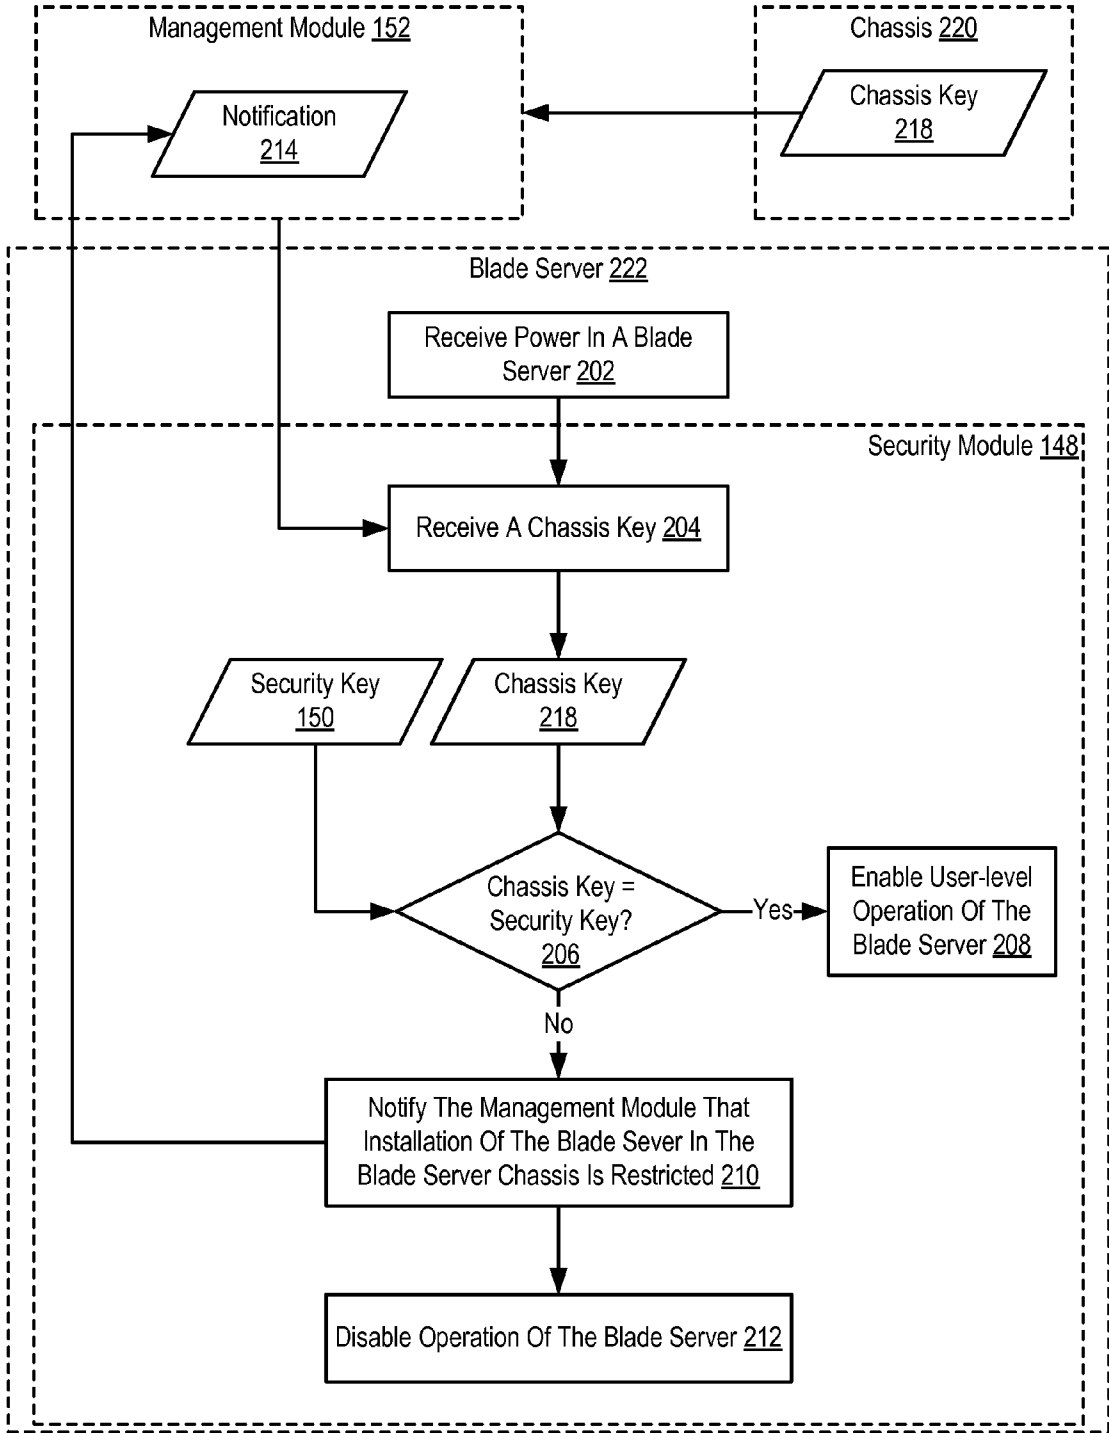 Management Module 152
Chassis 220
Notification
214
Chassis Key
218
Blade Server 222
Receive Power In A Blade
Server 202
Security Module 148
Receive A Chassis Key 204
Security Key
150
Chassis Key
218
Chassis Key =
Security Key?
206
Yes
Enable User-level
Operation Of The
Blade Server 208
No
Notify The Management Module That
Installation Of The Blade Sever In The
Blade Server Chassis Is Restricted 210
Disable Operation Of The Blade Server 212